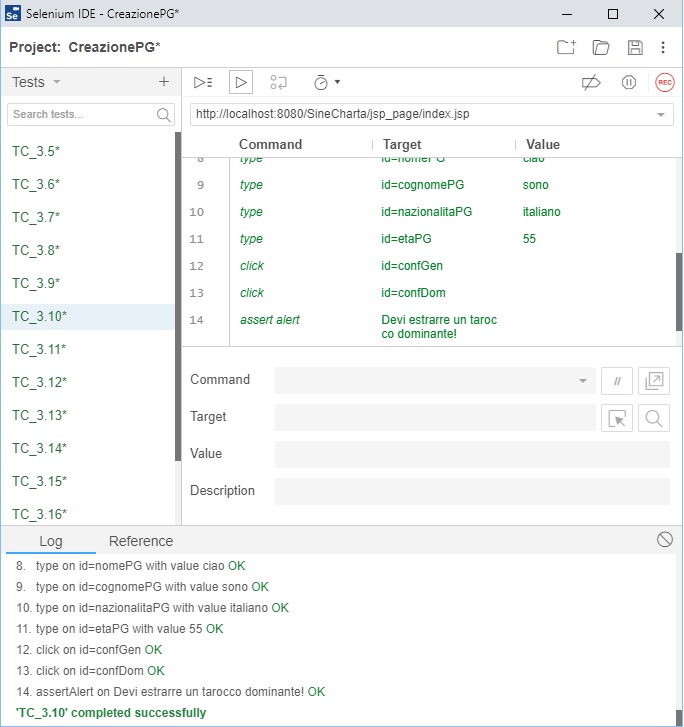 Selenium IDE - CreazionePG*
Project: CreazionePG*
Tests
REC
Search tests...
http://localhost:8080/SineCharta/jsp_page/index.jsp
Command Target Value
TC_3.5*
TC_3.6*
TC_3.7*
TC_3.8*
TC_3.9*
TC_3.10*
TC_3.11*
TC_3.12*
TC_3.13*
TC_3.14*
TC_3.15*
TC_3.16*
8 type id=nomePG ciao
9 type id=cognomePG sono
10 type id=nazionalitaPG italiano
11 type id=etaPG 55
12 click id=confGen
13 click id=confDom
14 assert alert Devi estrarre un taroc
co dominante!
Command
//
Target
Value
Description
Log Reference
8. type on id=nomePG with value ciao OK
9. type on id=cognomePG with value sono OK
10. type on id=nazionalitaPG with value italiano OK
11. type on id=etaPG with value 55 OK
12. click on id=confGen OK
13. click on id=confDom OK
14. assertAlert on Devi estrarre un tarocco dominante! OK
'TC_3.10' completed successfully